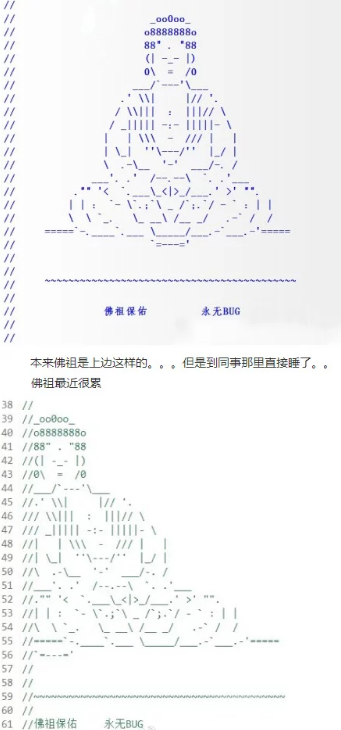 //
//                       _oo0oo_
//                      o8888888o
//                      88" . "88
//                      (| -_- |)
//                      0\  =  /0
//                    ___/`---'\___
//                  .' \\|     |// '.
//                 / \\|||  :  |||// \
//                / _||||| -:- |||||- \
//               |   | \\\  -  /// |   |
//               | \_|  ''\---/''  |_/ |
//               \  .-\__  '-'  ___/-. /
//             ___'. .'  /--.--\  `. .'___
//          ."" '<  `.___\_<|>_/___.' >' "".
//         | | :  `- \`.;`\ _ /`;.`/ - ` : | |
//         \  \ `_.   \_ __\ /__ _/   .-` /  /
//     =====`-.____`.___ \_____/___.-`___.-'=====
//                       `=---='
//
//
//     ~~~~~~~~~~~~~~~~~~~~~~~~~~~~~~~~~~~~~~~~~~~
//
//               佛祖保佑         永无BUG
//
//
本来佛祖是上边这样的。。。但是到同事那里直接睡了。。
佛祖最近很累
38 //
39 //_oo0oo_
40 //o8888888o
41 //88" . "88
42 //(| -_- |)
43 //0\  =  /0
44 //___/`---'\___
45 //.' \\|     |// '.
46 /// \\|||  :  |||// \
47 /// _||||| -:- |||||- \
48 //|   | \\\  -  /// |   |
49 //| \_|  ''\---/''  |_/ |
50 //\  .-\__  '-'  ___/-. /
51 //___'. .'  /--.--\  `. .'___
52 //."" '<  `.___\_<|>_/___.' >' "".
53 //| | :  `- \`.;`\ _ /`;.`/ - ` : | |
54 //\  \ `_.   \_ __\ /__ _/   .-` /  /
55 //=====`-.____`.___ \_____/___.-`___.-'=====
56 //`=---='
57 //
58 //
59 //~~~~~~~~~~~~~~~~~~~~~~~~~~~~~~~~~~~~~~~~~~~
60 //
61 //佛祖保佑     永无BUG